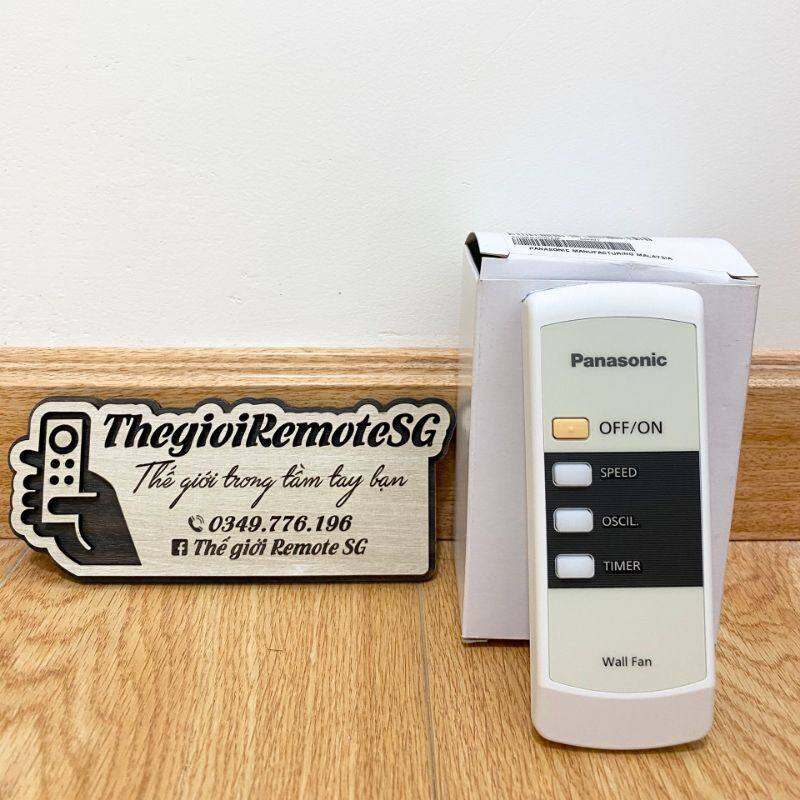 PANASONIC MANUFACTURING MALAYSIA
Panasonic
OFF/ON
SPEED
OSCIL.
TIMER
Wall Fan
ThegioiRemoteSG
Thế giới trong tầm tay bạn
0349.776.196
Thế giới Remote SG